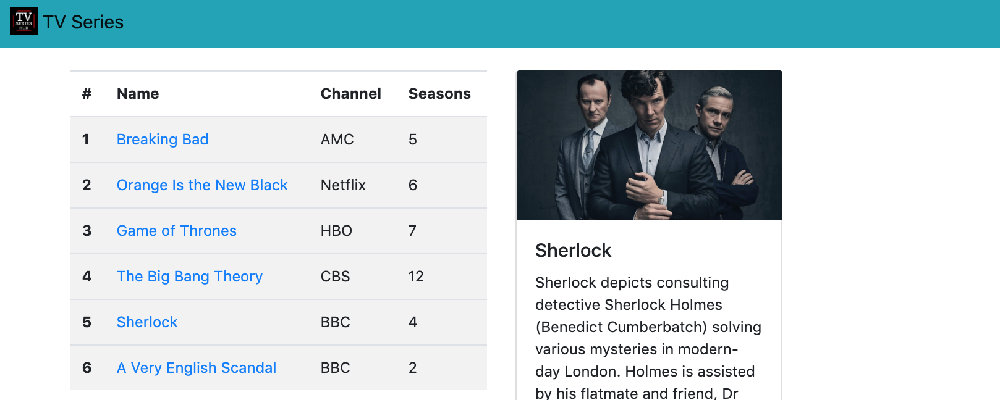 TV
SERIES
HUB
TV Series
# Name Channel Seasons
1 Breaking Bad AMC 5
2 Orange Is the New Black Netflix 6
3 Game of Thrones HBO 7
4 The Big Bang Theory CBS 12
5 Sherlock BBC 4
6 A Very English Scandal BBC 2
Sherlock
Sherlock depicts consulting
detective Sherlock Holmes
(Benedict Cumberbatch) solving
various mysteries in modern-
day London. Holmes is assisted
by his flatmate and friend, Dr